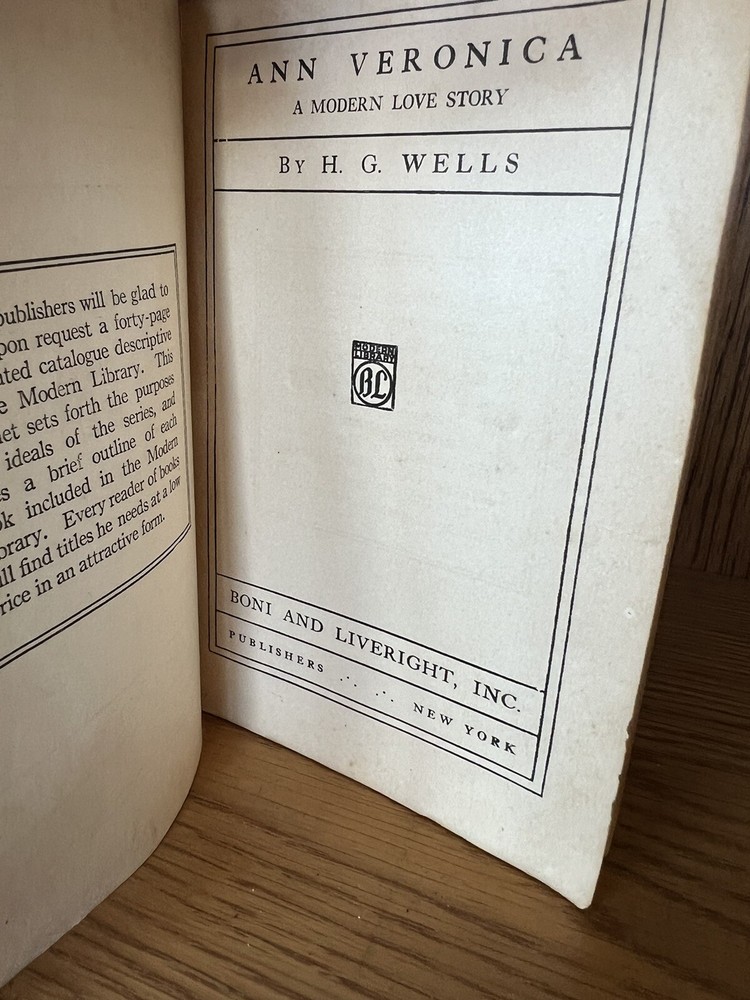 publishers will be glad to
pon request a forty-page
ated catalogue descriptive
e Modern Library. This
et sets forth the purposes
ideals of the series, and
s a brief outline of each
ok included in the Modern
brary. Every reader of books
ill find titles he needs at a low
rice in an attractive form.
ANN VERONICA
A MODERN LOVE STORY
BY H. G. WELLS
MODERN
LIBRARY
BL
BONI AND LIVERIGHT, INC.
PUBLISHERS .·. .·. NEW YORK